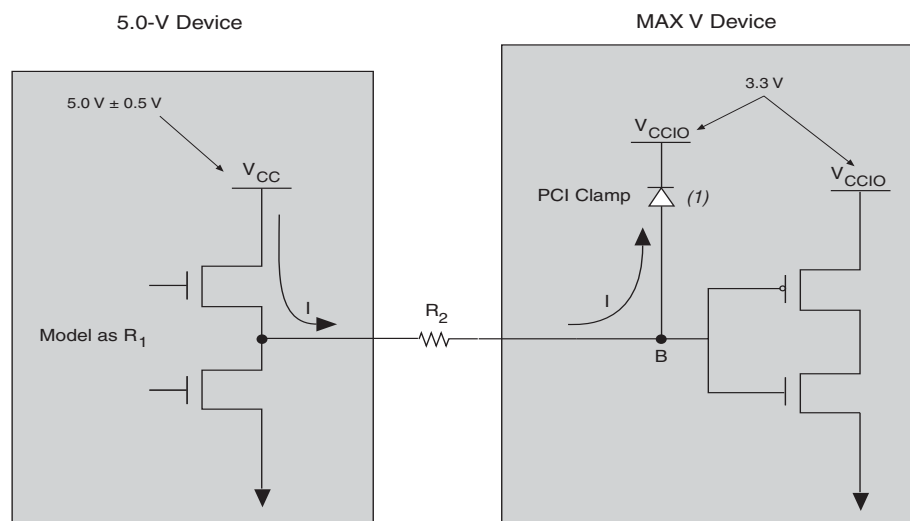 5.0-V Device
MAX V Device
5.0 V ± 0.5 V
3.3 V
VCC
VCCIO
VCCIO
PCI Clamp
(1)
I
I
R2
Model as R1
B